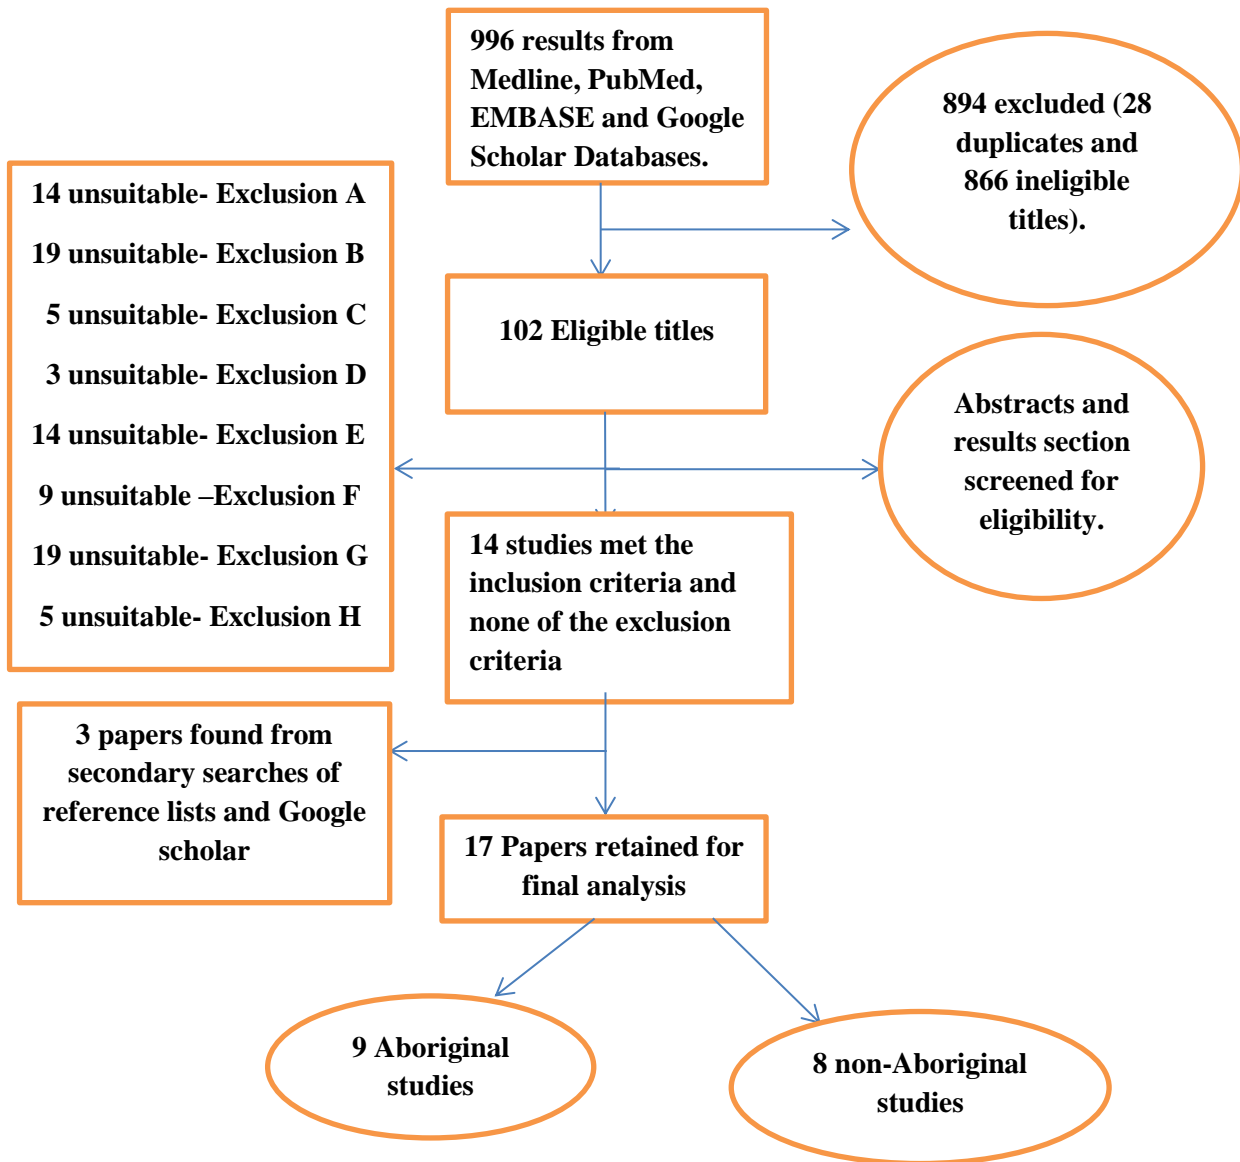 996 results from
Medline, PubMed,
EMBASE and Google
Scholar Databases.
894 excluded (28
duplicates and
866 ineligible
titles).
102 Eligible titles
14 unsuitable- Exclusion A
19 unsuitable- Exclusion B
5 unsuitable- Exclusion C
3 unsuitable- Exclusion D
14 unsuitable- Exclusion E
9 unsuitable –Exclusion F
19 unsuitable- Exclusion G
5 unsuitable- Exclusion H
Abstracts and
results section
screened for
eligibility.
14 studies met the
inclusion criteria and
none of the exclusion
criteria
3 papers found from
secondary searches of
reference lists and Google
scholar
17 Papers retained for
final analysis
9 Aboriginal
studies
8 non-Aboriginal
studies